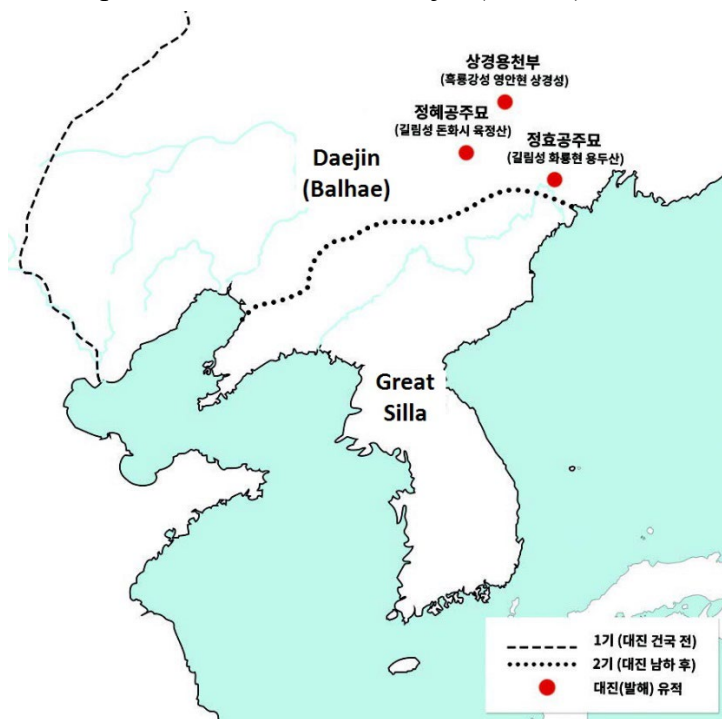 상경용천부
(흑룡강성 영안현 상경성)
정혜공주묘
(길림성 돈화시 육정산)
정효공주묘
(길림성 화룡현 용두산)
Daejin
(Balhae)
Great
Silla
1기 (대진 건국 전)
2기 (대진 남하 후)
대진(발해) 유적